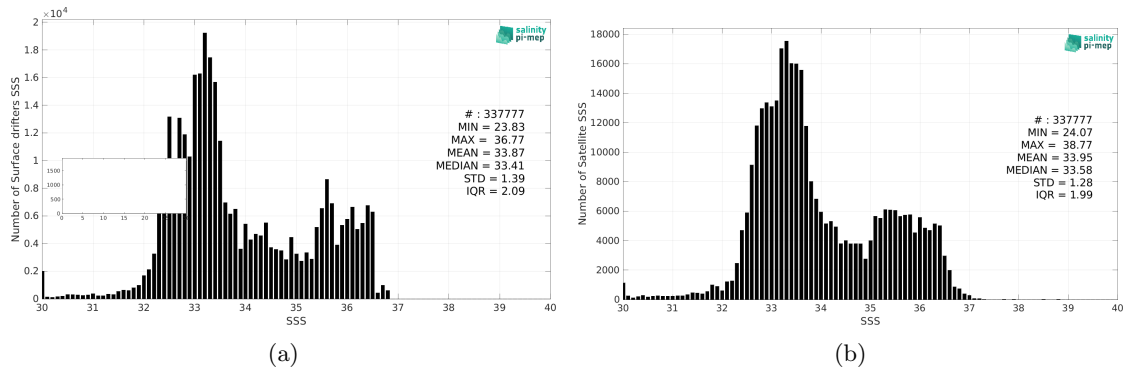 ×10⁴
2
1.8
1.6
1.4
1.2
1
0.8
0.6
0.4
0.2
0
Number of Surface drifters SSS
1500
1000
500
0
0 5 10 15 20 25
salinity
pi-mep
# : 337777
MIN = 23.83
MAX = 36.77
MEAN = 33.87
MEDIAN = 33.41
STD = 1.39
IQR = 2.09
30 31 32 33 34 35 36 37 38 39 40
SSS
(a)
18000
16000
14000
12000
10000
8000
6000
4000
2000
0
Number of Satellite SSS
salinity
pi-mep
# : 337777
MIN = 24.07
MAX = 38.77
MEAN = 33.95
MEDIAN = 33.58
STD = 1.28
IQR = 1.99
30 31 32 33 34 35 36 37 38 39 40
SSS
(b)